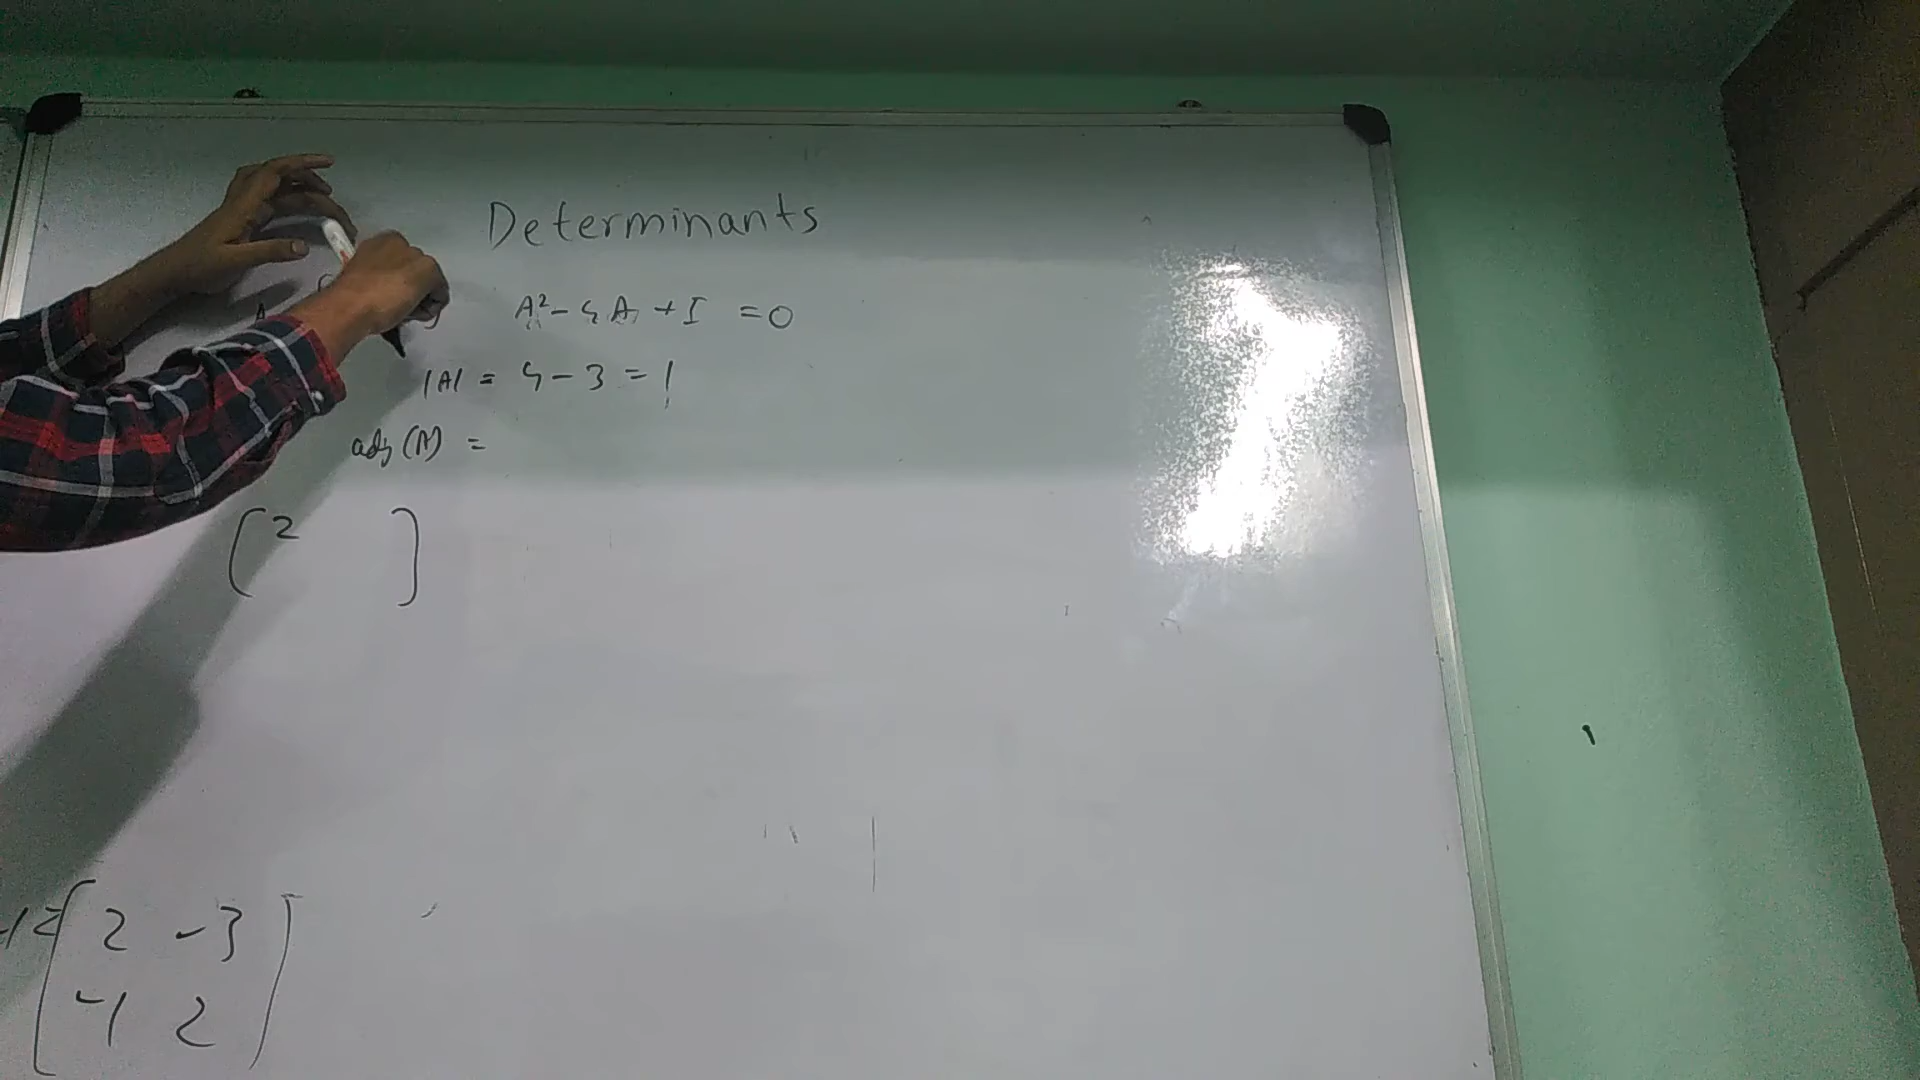 Determinants
A² - 4A + I = 0
|A| = 4 - 3 = 1
adj(A) =
[2 ]
[2 -3
-1 2]